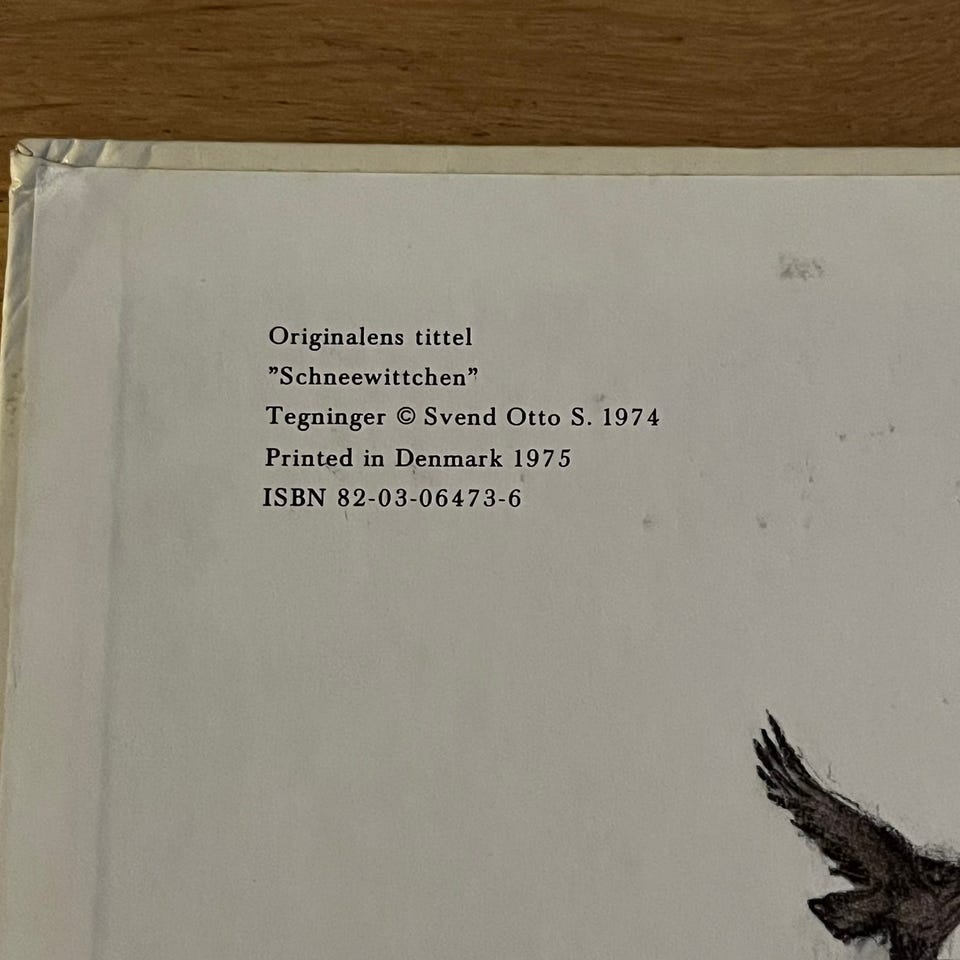 Originalens tittel
”Schneewittchen”
Tegninger © Svend Otto S. 1974
Printed in Denmark 1975
ISBN 82-03-06473-6